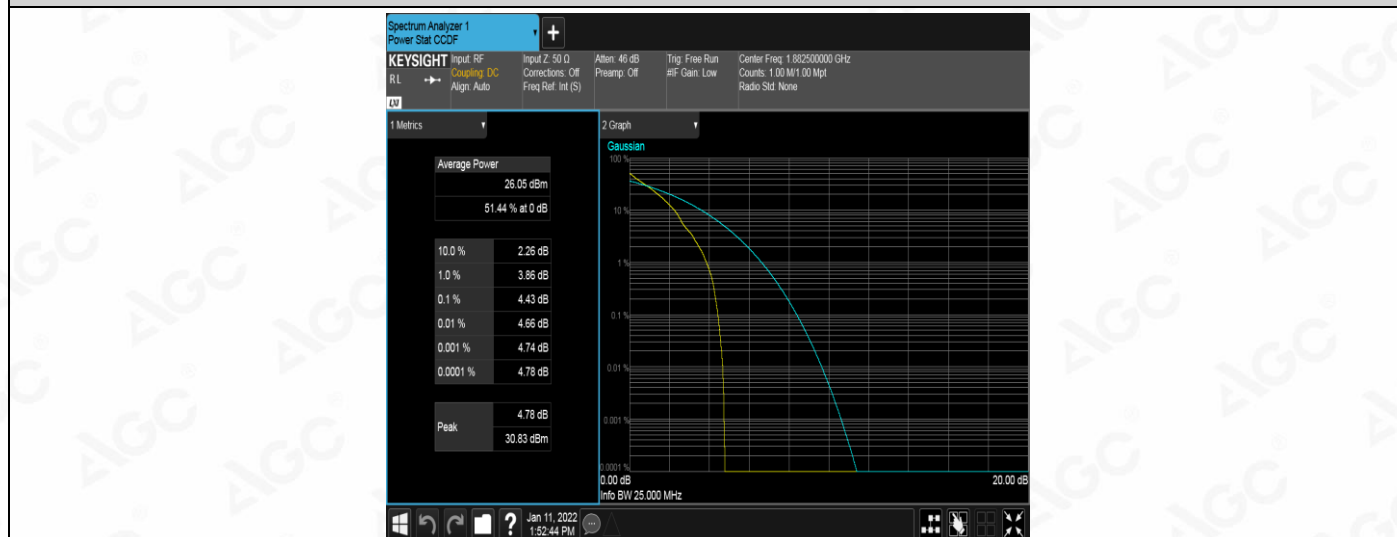 Spectrum Analyzer 1
Power Stat CCDF
+
KEYSIGHT
RL
LXI
Input: RF
Coupling: DC
Align: Auto
Input Z: 50 Ω
Corrections: Off
Freq Ref: Int (S)
Atten: 46 dB
Preamp: Off
Trig: Free Run
#IF Gain: Low
Center Freq: 1.882500000 GHz
Counts: 1.00 M/1.00 Mpt
Radio Std: None
1 Metrics
Average Power
26.05 dBm
51.44 % at 0 dB
10.0 % 2.26 dB
1.0 % 3.86 dB
0.1 % 4.43 dB
0.01 % 4.66 dB
0.001 % 4.74 dB
0.0001 % 4.78 dB
Peak
4.78 dB
30.83 dBm
2 Graph
Gaussian
100 %
10 %
1 %
0.1 %
0.01 %
0.001 %
0.0001 %
0.00 dB 20.00 dB
Info BW 25.000 MHz
?
Jan 11, 2022
1:52:44 PM
AGC